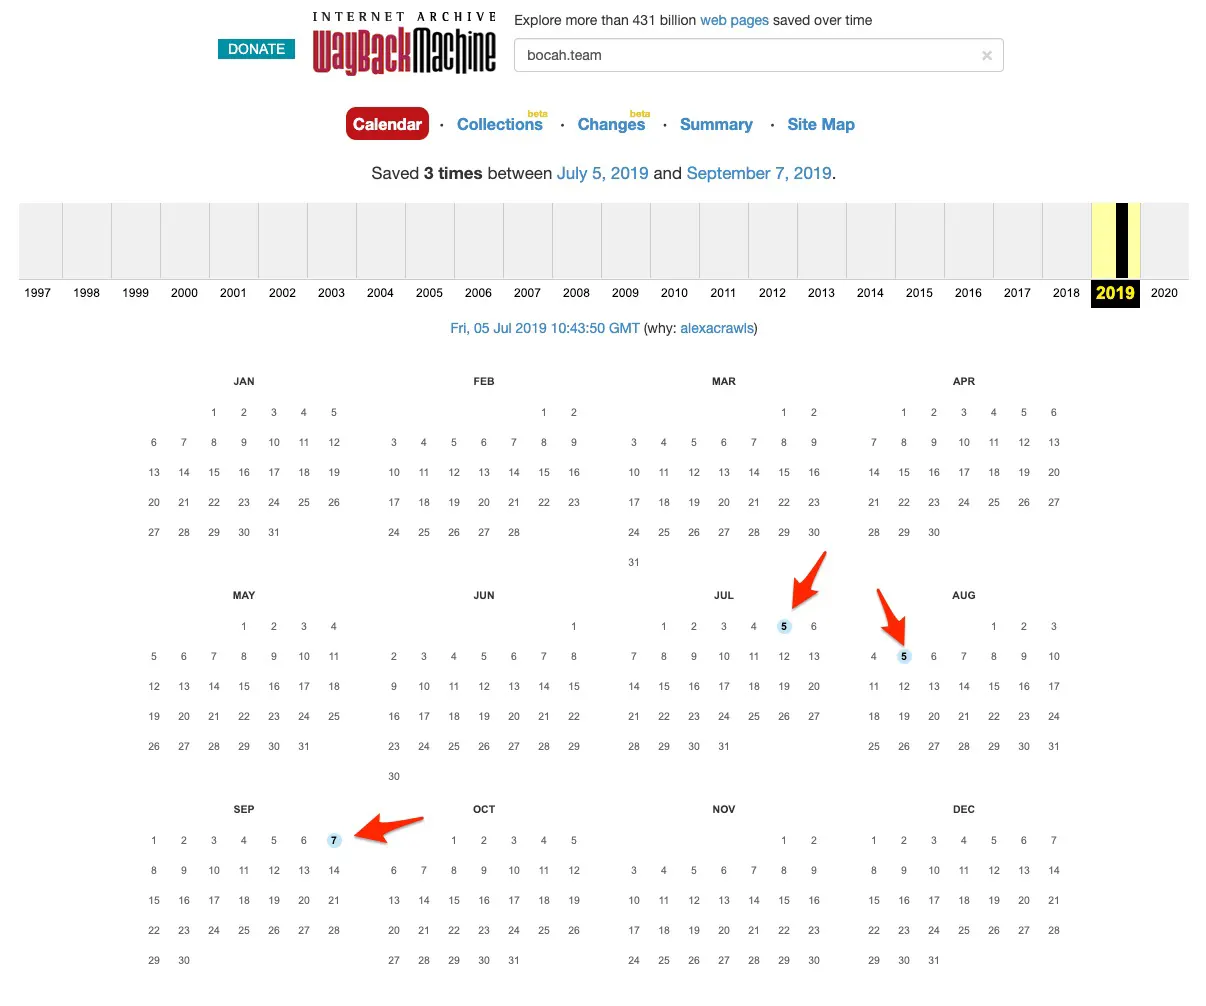 INTERNET ARCHIVE
Explore more than 431 billion web pages saved over time
DONATE
WayBackMachine
bocah.team ×
Calendar · Collections beta · Changes beta · Summary · Site Map
Saved 3 times between July 5, 2019 and September 7, 2019.
1997 1998 1999 2000 2001 2002 2003 2004 2005 2006 2007 2008 2009 2010 2011 2012 2013 2014 2015 2016 2017 2018 2019 2020
Fri, 05 Jul 2019 10:43:50 GMT (why: alexacrawls)
JAN
1 2 3 4 5
6 7 8 9 10 11 12
13 14 15 16 17 18 19
20 21 22 23 24 25 26
27 28 29 30 31
FEB
1 2
3 4 5 6 7 8 9
10 11 12 13 14 15 16
17 18 19 20 21 22 23
24 25 26 27 28
MAR
1 2
3 4 5 6 7 8 9
10 11 12 13 14 15 16
17 18 19 20 21 22 23
24 25 26 27 28 29 30
31
APR
1 2 3 4 5 6
7 8 9 10 11 12 13
14 15 16 17 18 19 20
21 22 23 24 25 26 27
28 29 30
MAY
1 2 3 4
5 6 7 8 9 10 11
12 13 14 15 16 17 18
19 20 21 22 23 24 25
26 27 28 29 30 31
JUN
1
2 3 4 5 6 7 8
9 10 11 12 13 14 15
16 17 18 19 20 21 22
23 24 25 26 27 28 29
30
JUL
1 2 3 4 5 6
7 8 9 10 11 12 13
14 15 16 17 18 19 20
21 22 23 24 25 26 27
28 29 30 31
AUG
1 2 3
4 5 6 7 8 9 10
11 12 13 14 15 16 17
18 19 20 21 22 23 24
25 26 27 28 29 30 31
SEP
1 2 3 4 5 6 7
8 9 10 11 12 13 14
15 16 17 18 19 20 21
22 23 24 25 26 27 28
29 30
OCT
1 2 3 4 5
6 7 8 9 10 11 12
13 14 15 16 17 18 19
20 21 22 23 24 25 26
27 28 29 30 31
NOV
1 2
3 4 5 6 7 8 9
10 11 12 13 14 15 16
17 18 19 20 21 22 23
24 25 26 27 28 29 30
DEC
1 2 3 4 5 6 7
8 9 10 11 12 13 14
15 16 17 18 19 20 21
22 23 24 25 26 27 28
29 30 31